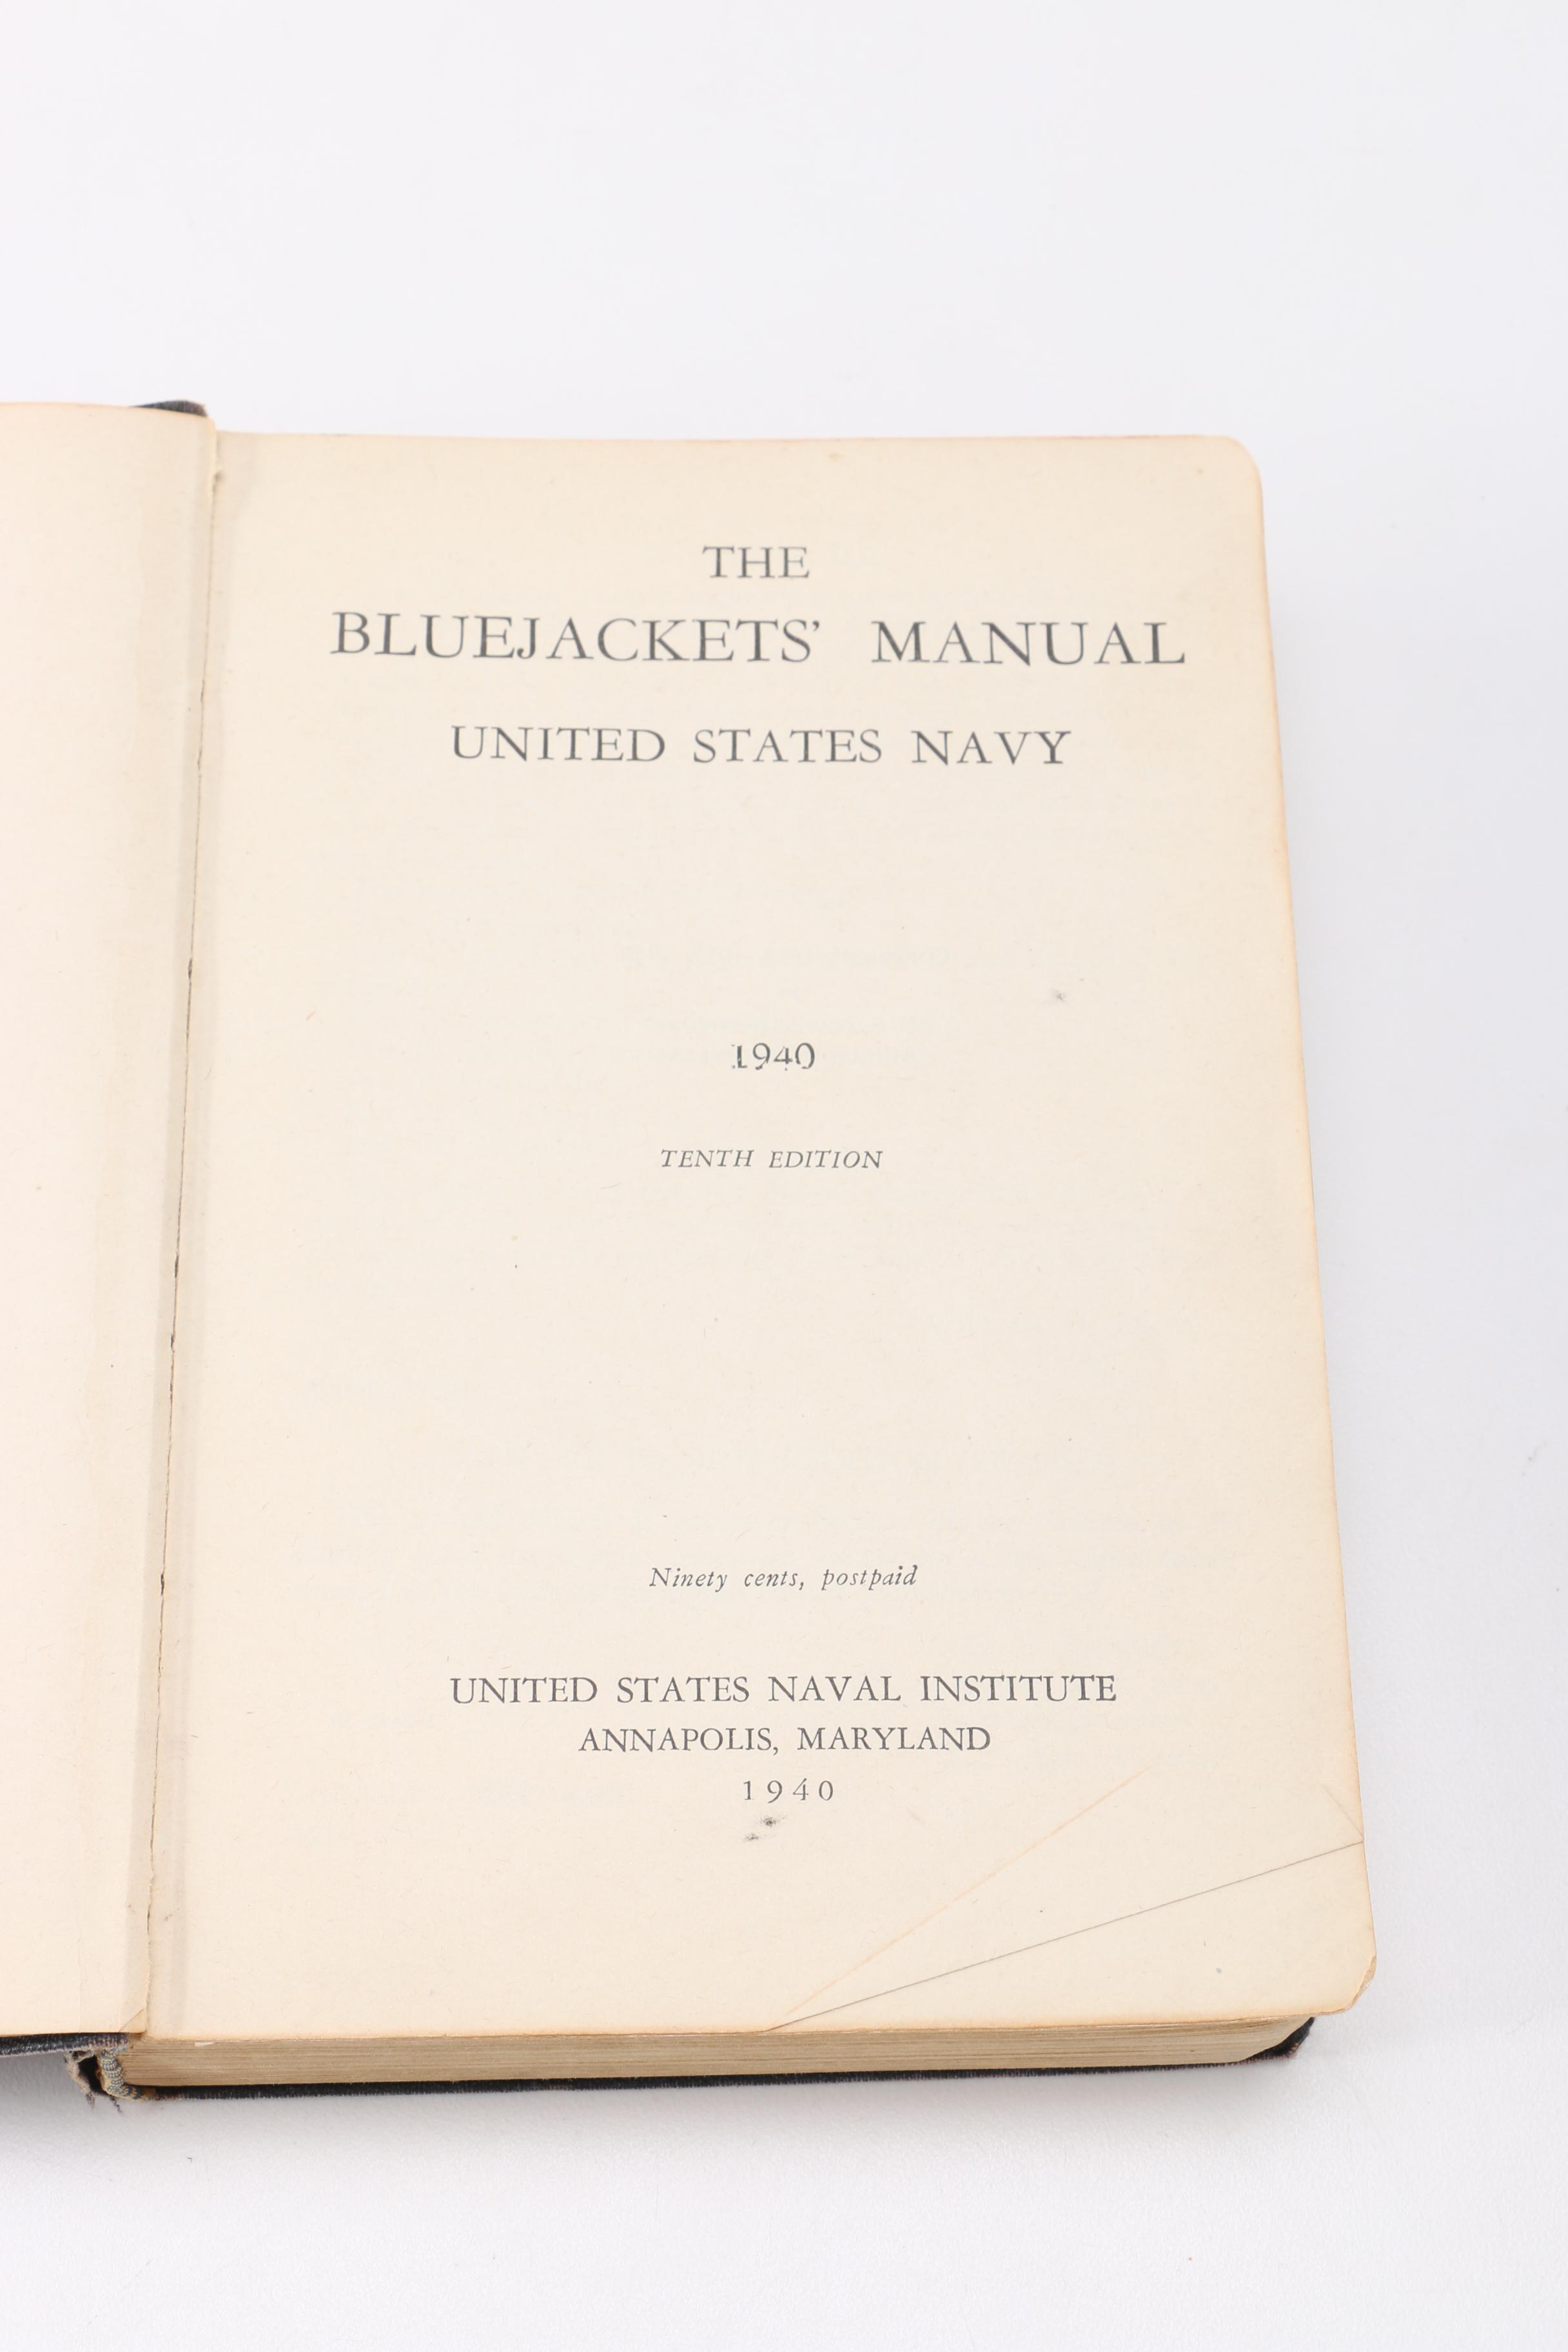 THE
BLUEJACKETS’ MANUAL
UNITED STATES NAVY
1940
TENTH EDITION
Ninety cents, postpaid
UNITED STATES NAVAL INSTITUTE
ANNAPOLIS, MARYLAND
1940